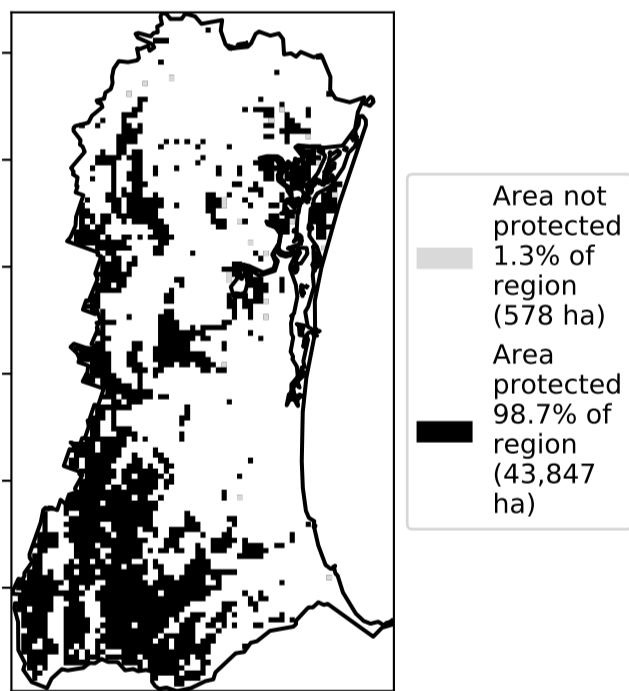 Area not
protected
1.3% of
region
(578 ha)
Area
protected
98.7% of
region
(43,847
ha)